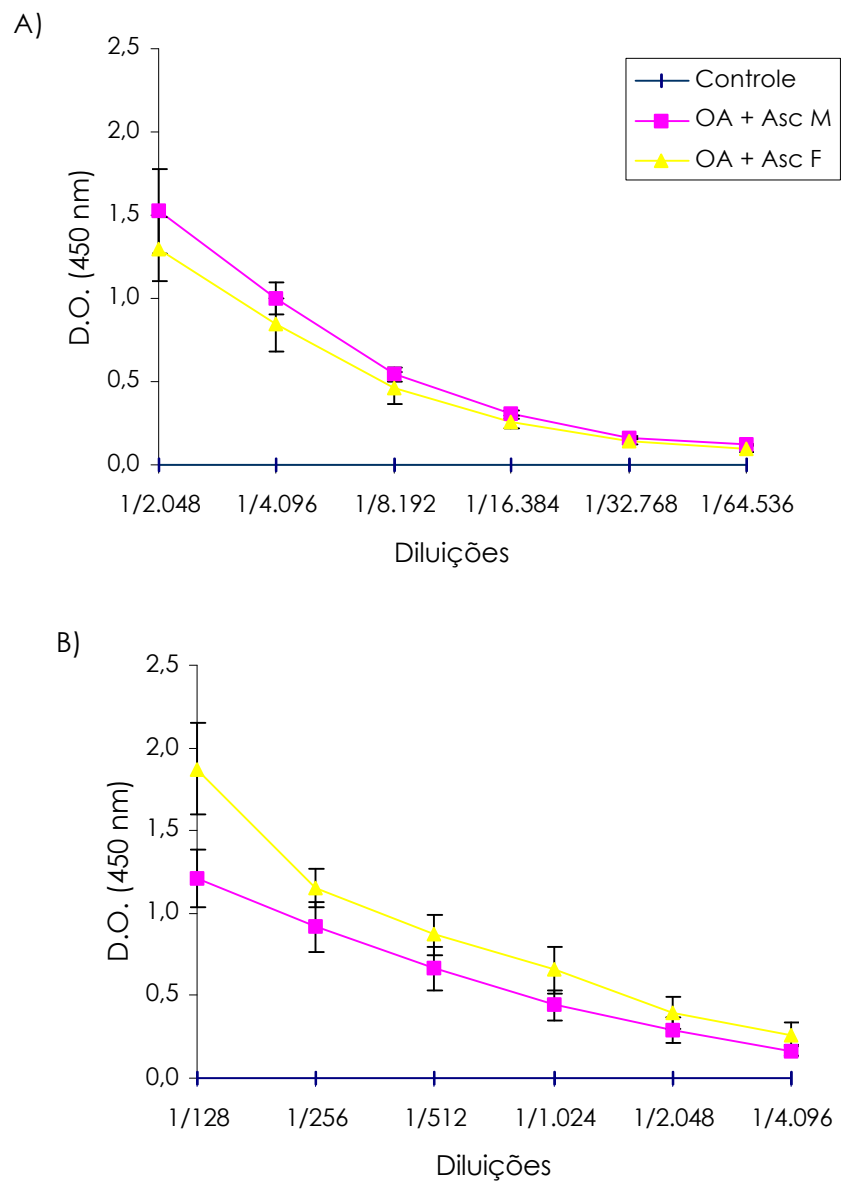 A)
2,5
2,0
1,5
1,0
0,5
0,0
D.O. (450 nm)
Controle
OA + Asc M
OA + Asc F
1/2.048 1/4.096 1/8.192 1/16.384 1/32.768 1/64.536
Diluições
B)
2,5
2,0
1,5
1,0
0,5
0,0
D.O. (450 nm)
1/128 1/256 1/512 1/1.024 1/2.048 1/4.096
Diluições